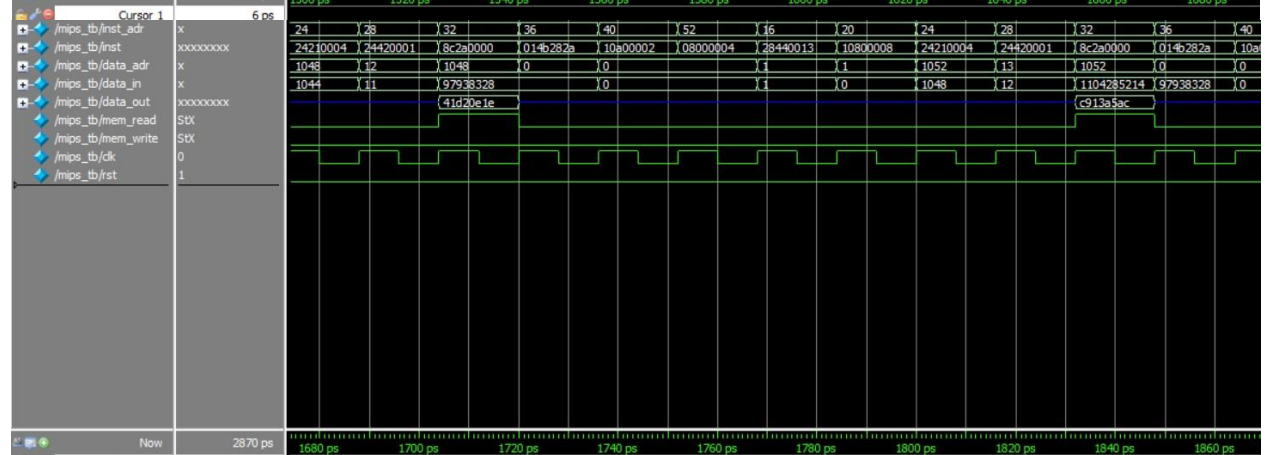 Cursor 1 6 ps
/mips_tb/inst_adr x 24 28 32 36 40 52 16 20 24 28 32 36 40
/mips_tb/inst xxxxxxxx 24210004 24420001 8c2a0000 014b282a 10a00002 08000004 28440013 10800008 24210004 24420001 8c2a0000 014b282a 10a
/mips_tb/data_adr x 1048 12 1048 0 0 1 1 1052 13 1052 0 0
/mips_tb/data_in x 1044 11 97938328 0 1 0 1048 12 1104285214 97938328 0
/mips_tb/data_out xxxxxxxx 41d20e1e c913a5ac
/mips_tb/mem_read StX
/mips_tb/mem_write StX
/mips_tb/clk 0
/mips_tb/rst 1
Now 2870 ps 1680 ps 1700 ps 1720 ps 1740 ps 1760 ps 1780 ps 1800 ps 1820 ps 1840 ps 1860 ps